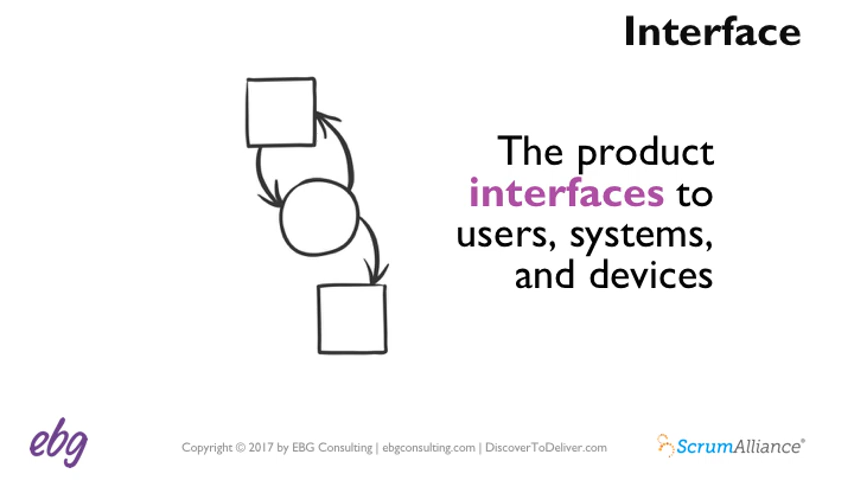 Interface
The product
interfaces to
users, systems,
and devices
ebg
Copyright © 2017 by EBG Consulting | ebgconsulting.com | DiscoverToDeliver.com
ScrumAlliance®